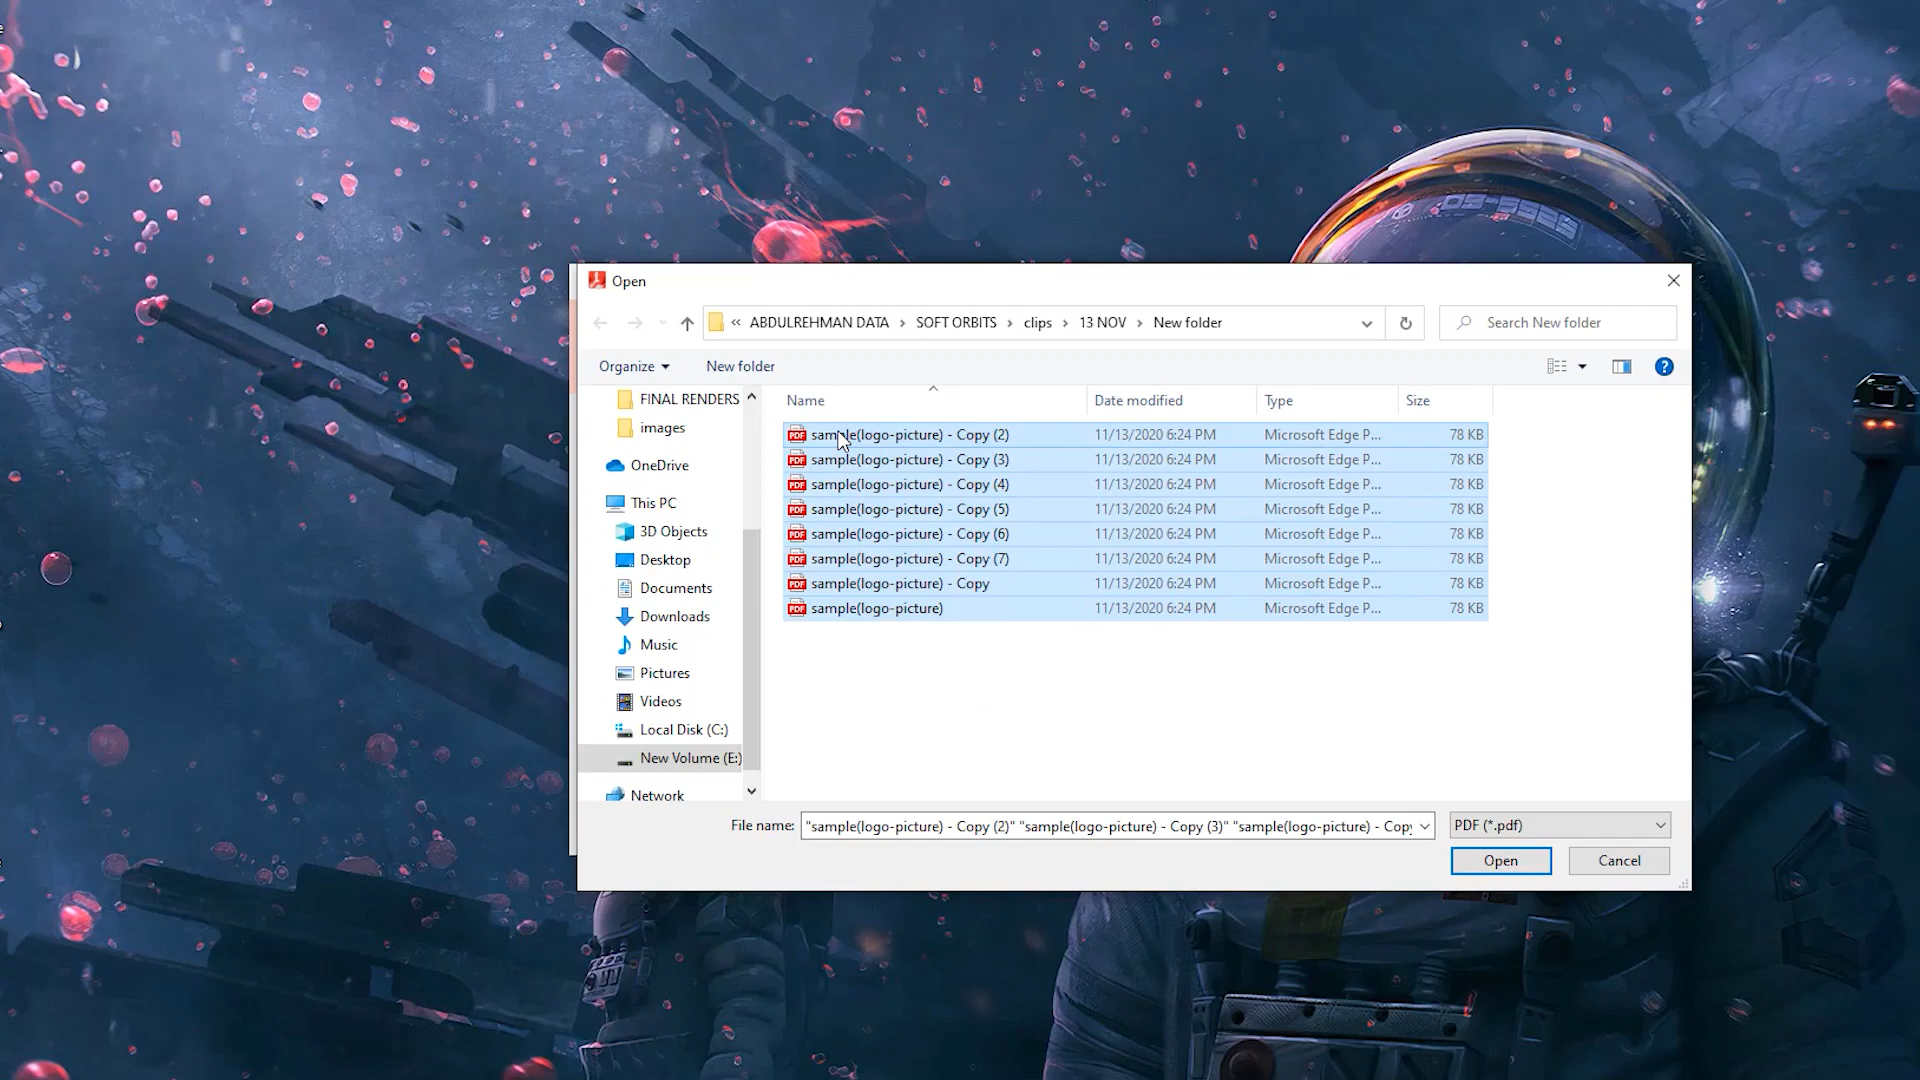 Open
« ABDULREHMAN DATA › SOFT ORBITS › clips › 13 NOV › New folder
Search New folder
Organize
New folder
?
FINAL RENDERS
images
OneDrive
This PC
3D Objects
Desktop
Documents
Downloads
Music
Pictures
Videos
Local Disk (C:)
New Volume (E:)
Network
Name Date modified Type Size
PDF sample(logo-picture) - Copy (2) 11/13/2020 6:24 PM Microsoft Edge P... 78 KB
PDF sample(logo-picture) - Copy (3) 11/13/2020 6:24 PM Microsoft Edge P... 78 KB
PDF sample(logo-picture) - Copy (4) 11/13/2020 6:24 PM Microsoft Edge P... 78 KB
PDF sample(logo-picture) - Copy (5) 11/13/2020 6:24 PM Microsoft Edge P... 78 KB
PDF sample(logo-picture) - Copy (6) 11/13/2020 6:24 PM Microsoft Edge P... 78 KB
PDF sample(logo-picture) - Copy (7) 11/13/2020 6:24 PM Microsoft Edge P... 78 KB
PDF sample(logo-picture) - Copy 11/13/2020 6:24 PM Microsoft Edge P... 78 KB
PDF sample(logo-picture) 11/13/2020 6:24 PM Microsoft Edge P... 78 KB
File name: "sample(logo-picture) - Copy (2)" "sample(logo-picture) - Copy (3)" "sample(logo-picture) - Copy
PDF (*.pdf)
Open
Cancel